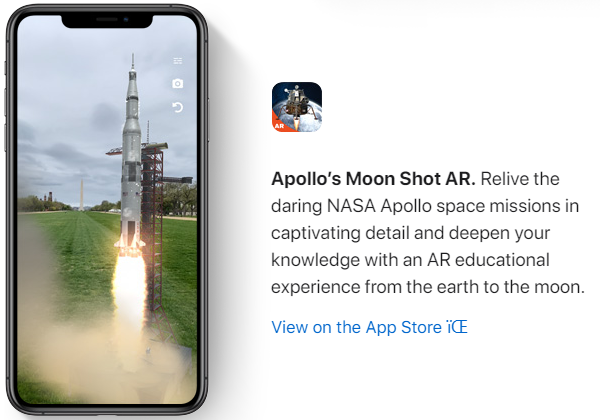 AR
Apollo’s Moon Shot AR. Relive the
daring NASA Apollo space missions in
captivating detail and deepen your
knowledge with an AR educational
experience from the earth to the moon.
View on the App Store ïŒ